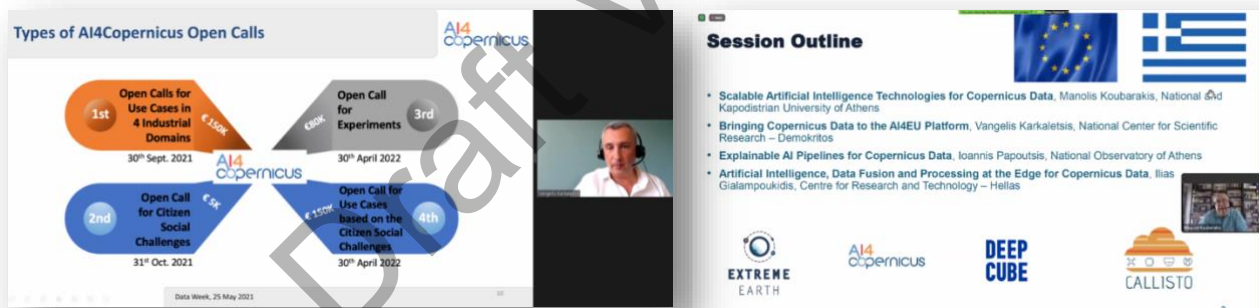 Types of AI4Copernicus Open Calls
AI4
copernicus
1st
Open Calls for
Use Cases in
4 Industrial
Domains
€ 150K
30th Sept. 2021
Open Call
for
Experiments
€80K
3rd
30th April 2022
AI4
copernicus
2nd
Open Call
for Citizen
Social
Challenges
€ 5K
31st Oct. 2021
Open Call for
Use Cases
based on the
Citizen Social
Challenges
€ 150K
4th
30th April 2022
Data Week, 25 May 2021
Draft
Session Outline
• Scalable Artificial Intelligence Technologies for Copernicus Data, Manolis Koubarakis, National and
Kapodistrian University of Athens
• Bringing Copernicus Data to the AI4EU Platform, Vangelis Karkaletsis, National Center for Scientific
Research – Demokritos
• Explainable AI Pipelines for Copernicus Data, Ioannis Papoutsis, National Observatory of Athens
• Artificial Intelligence, Data Fusion and Processing at the Edge for Copernicus Data, Ilias
Gialampoukidis, Centre for Research and Technology – Hellas
EXTREME
EARTH
AI4
copernicus
DEEP
CUBE
CALLISTO